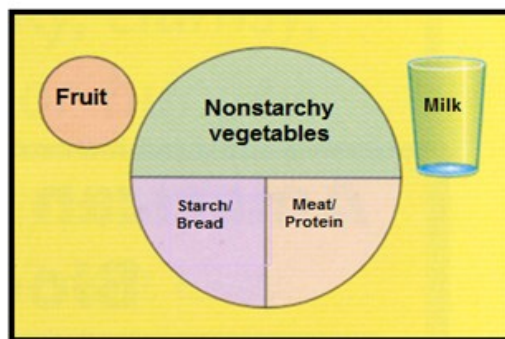 Fruit
Nonstarchy
vegetables
Milk
Starch/
Bread
Meat/
Protein